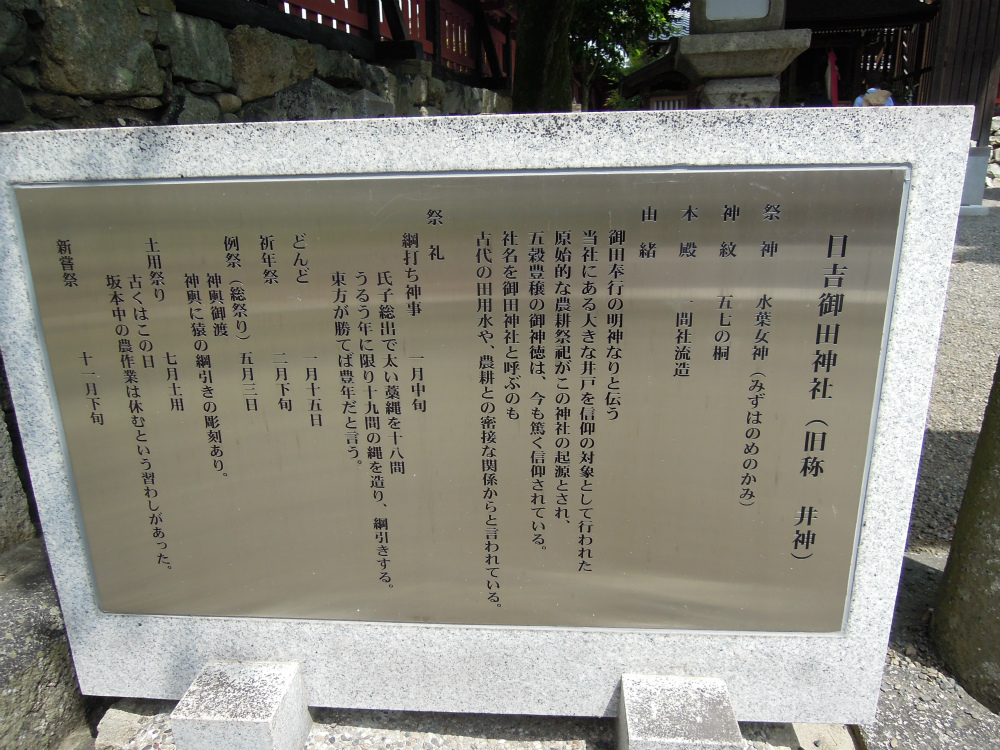 日吉御田神社（旧称　井神）
祭神　水葉女神（みずはのめのかみ）
神紋　五七の桐
本殿　一間社流造
由緒
御田奉行の明神なりと伝う
当社にある大きな井戸を信仰の対象として行われた
原始的な農耕祭祀がこの神社の起源とされ、
五穀豊穣の御神徳は、今も篤く信仰されている。
社名を御田神社と呼ぶのも
古代の田用水や、農耕との密接な関係からと言われている。
祭礼
綱打ち神事　一月中旬
氏子総出で太い藁縄を十八間
うるう年に限り十九間の縄を造り、綱引きする。
東方が勝てば豊年だと言う。
どんど　一月十五日
祈年祭　二月下旬
例祭（総祭り）　五月三日
神輿御渡
神輿に猿の綱引きの彫刻あり。
土用祭り　七月土用
古くはこの日
坂本中の農作業は休むという習わしがあった。
新嘗祭　十一月下旬